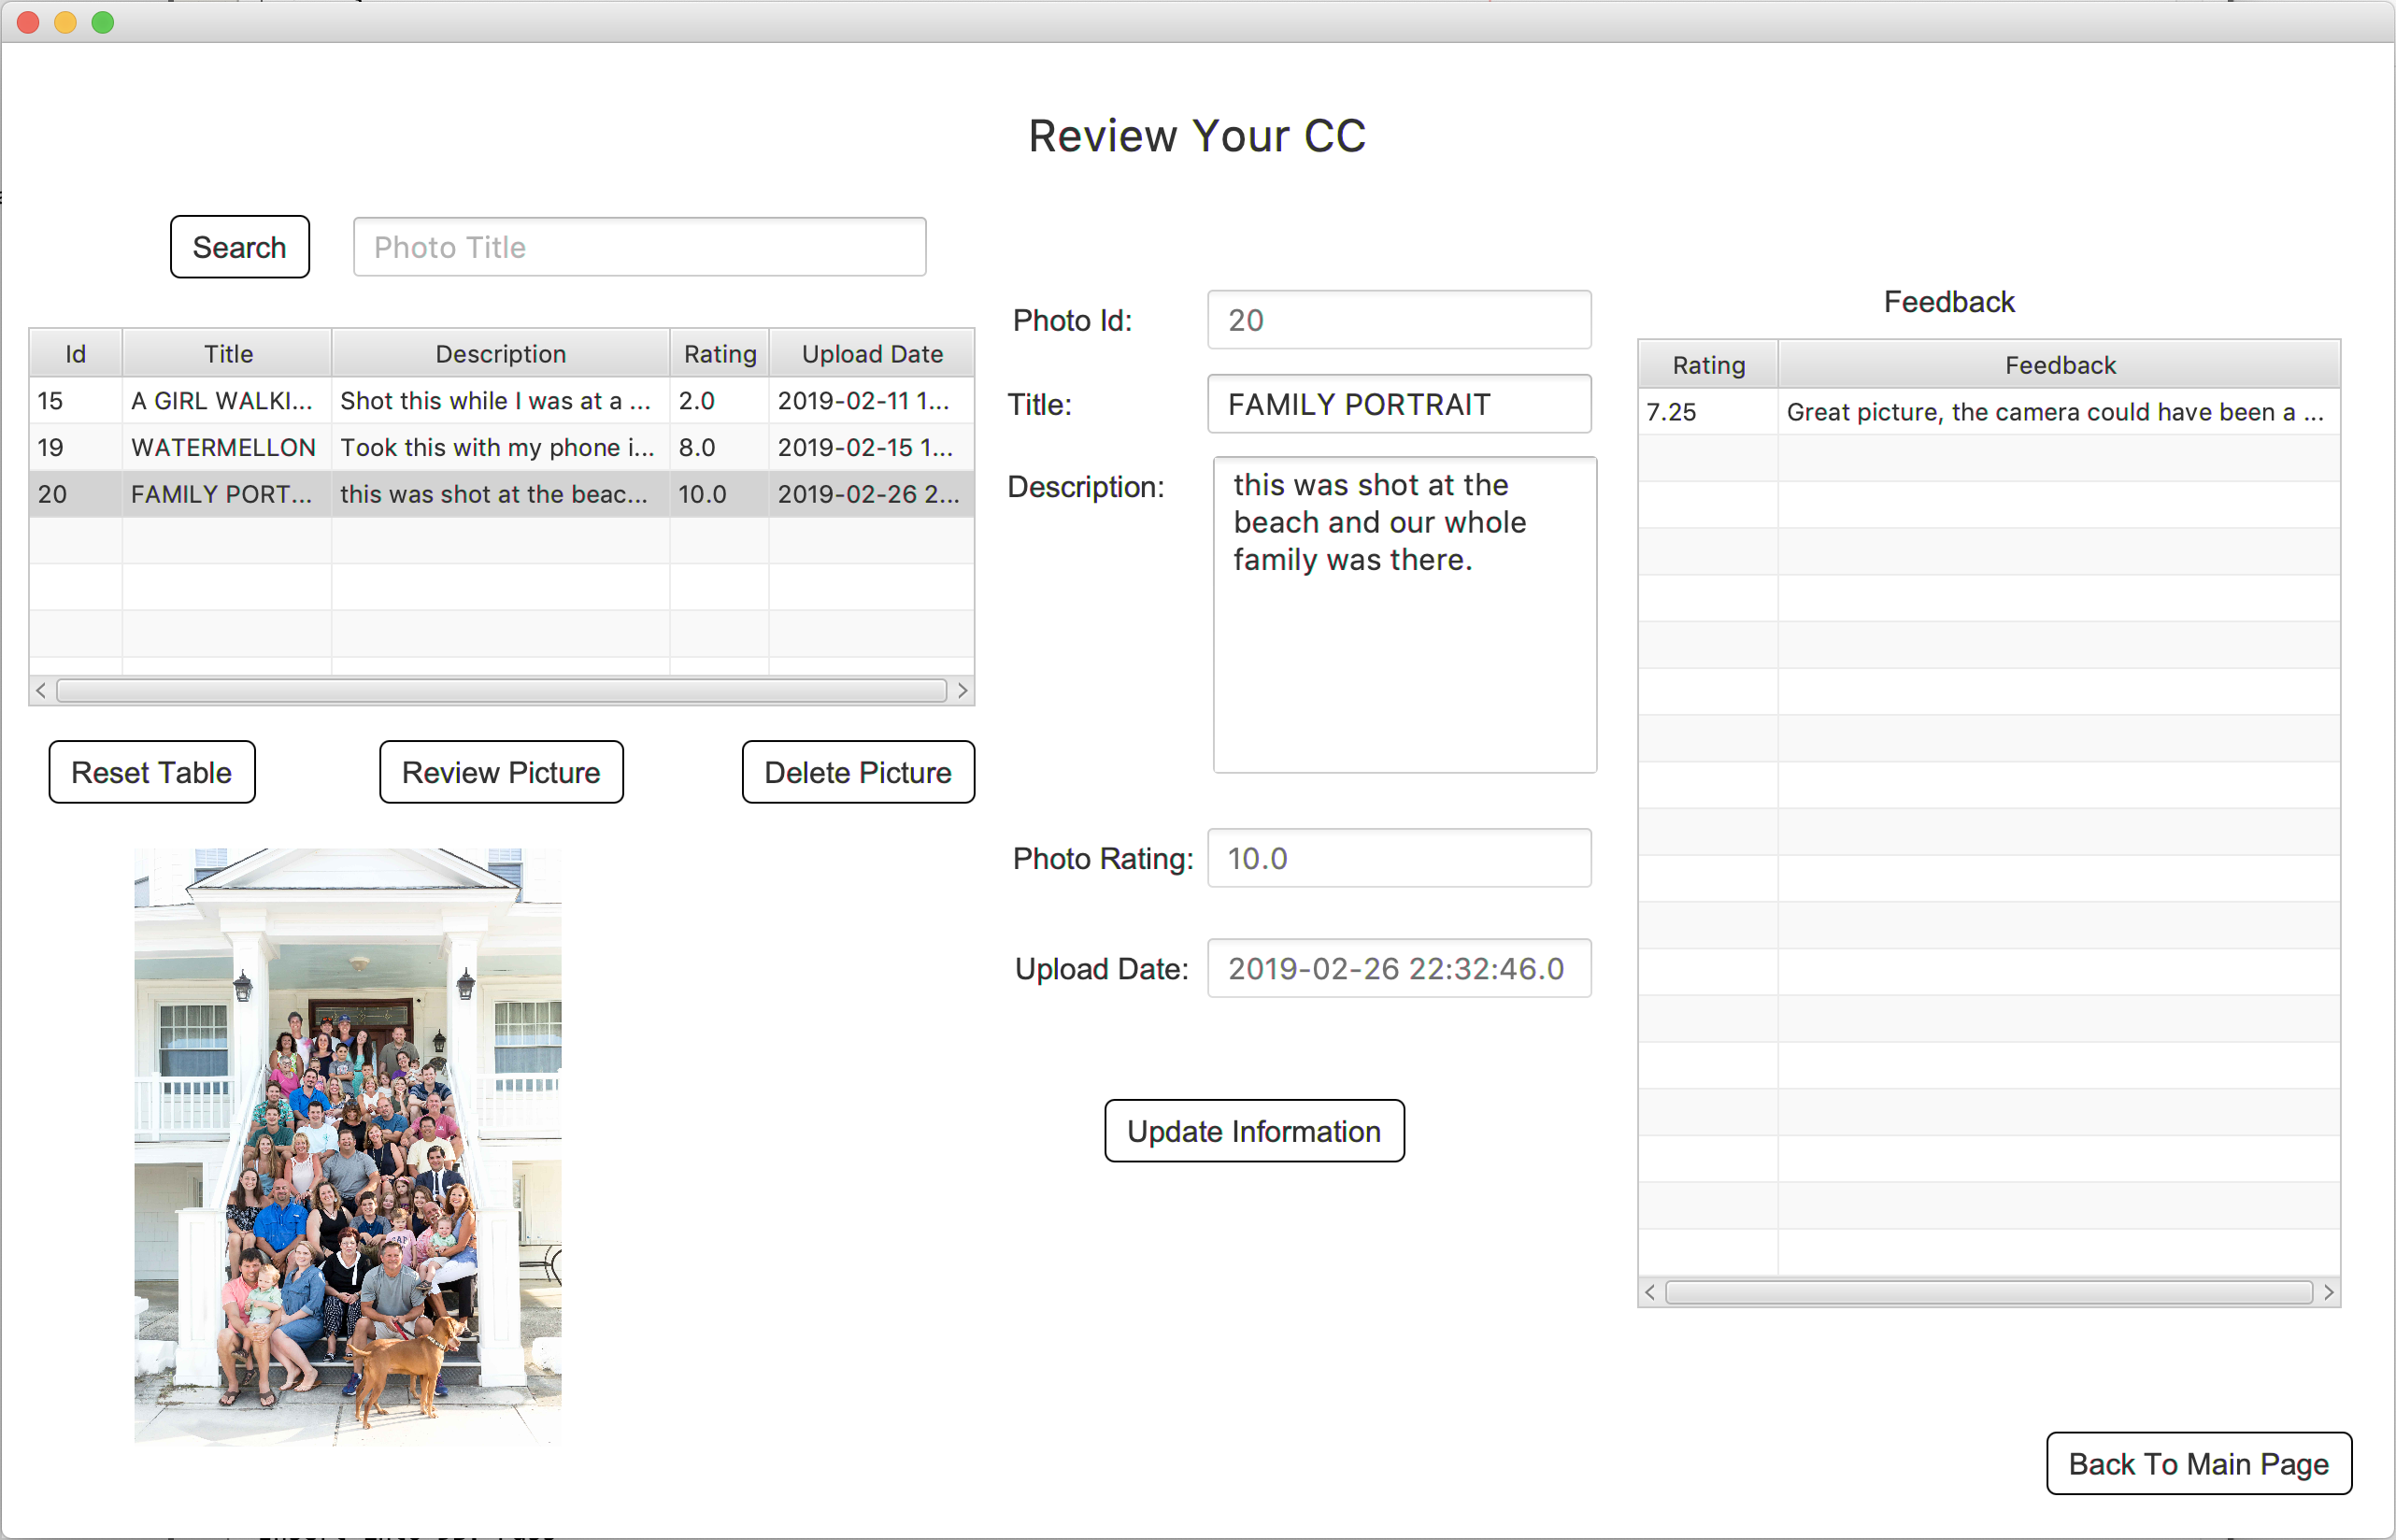 Review Your CC
Search
Photo Title
Id Title Description Rating Upload Date
15 A GIRL WALKI... Shot this while I was at a ... 2.0 2019-02-11 1...
19 WATERMELLON Took this with my phone i... 8.0 2019-02-15 1...
20 FAMILY PORT... this was shot at the beac... 10.0 2019-02-26 2...
Reset Table
Review Picture
Delete Picture
Photo Id: 20
Title: FAMILY PORTRAIT
Description: this was shot at the
beach and our whole
family was there.
Photo Rating: 10.0
Upload Date: 2019-02-26 22:32:46.0
Update Information
Feedback
Rating Feedback
7.25 Great picture, the camera could have been a ...
Back To Main Page